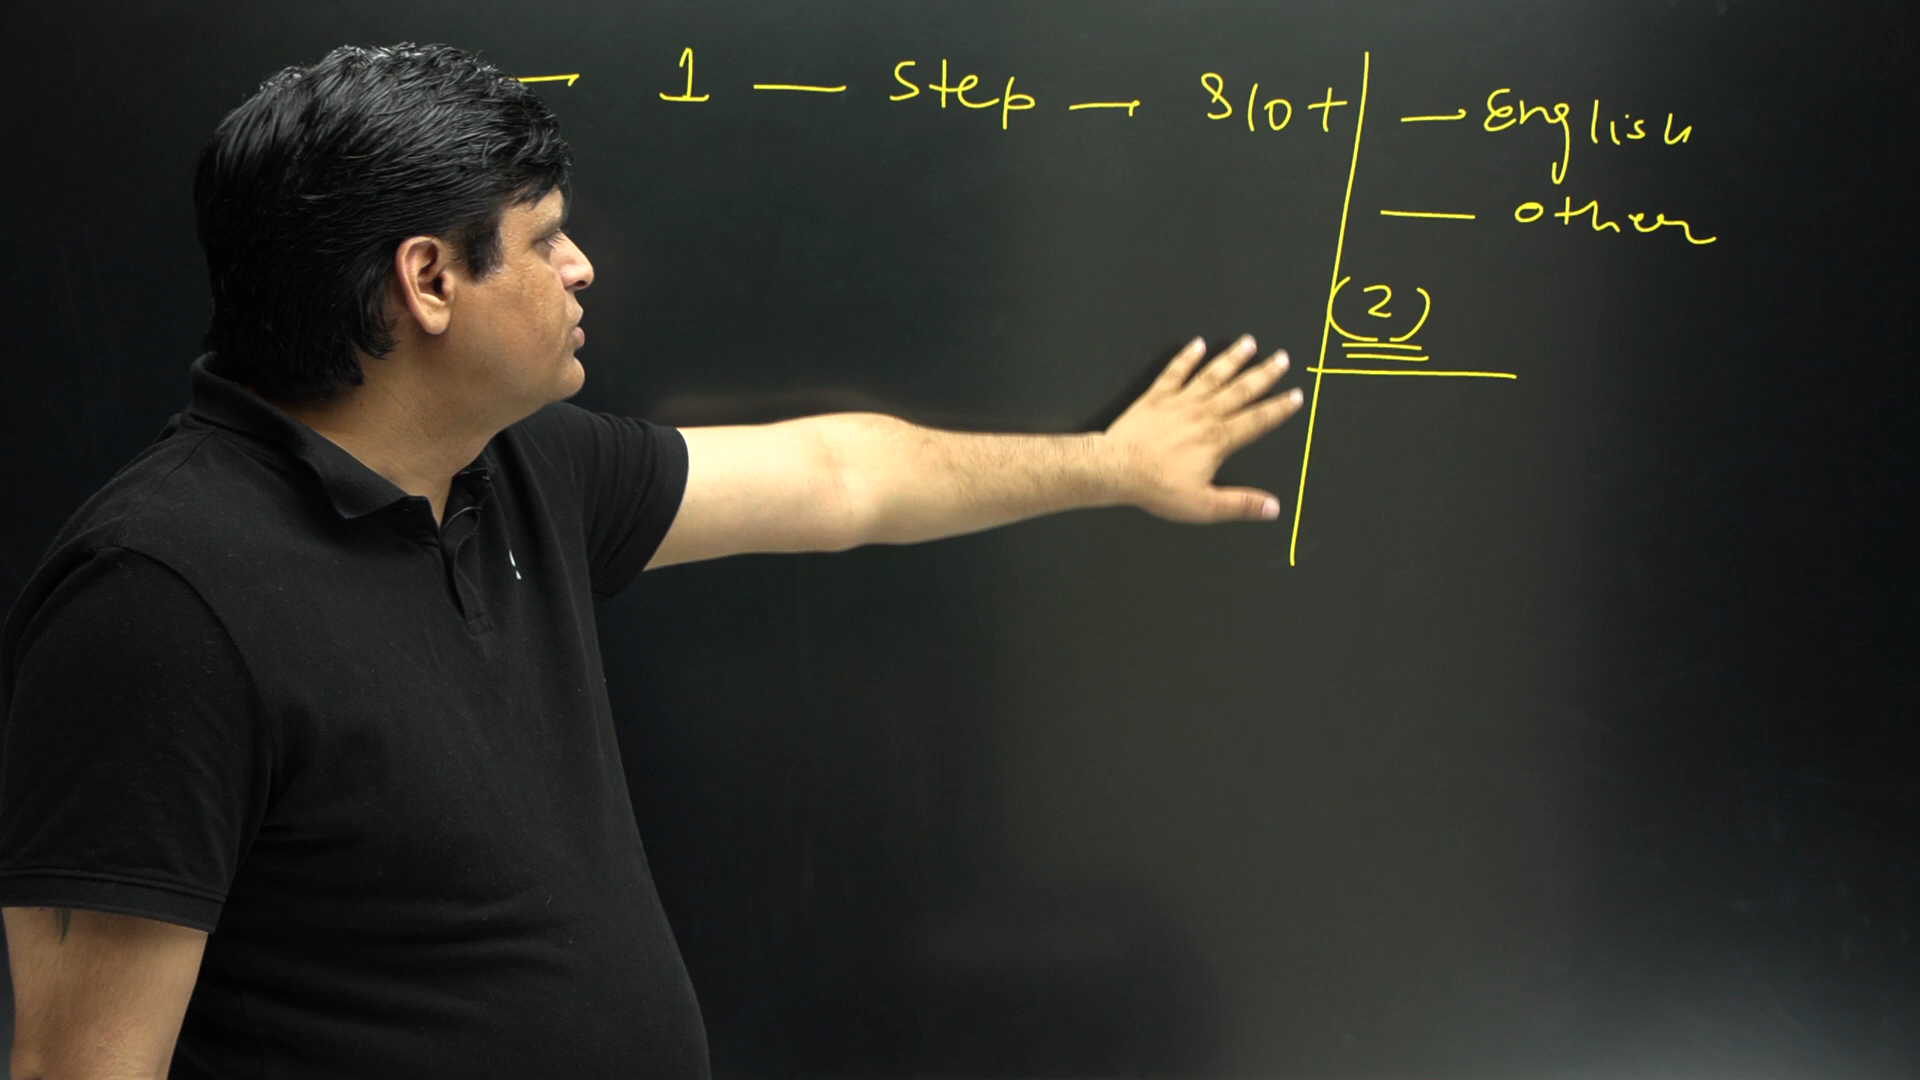 — 1 — Step — Slot — English
— other
(2)